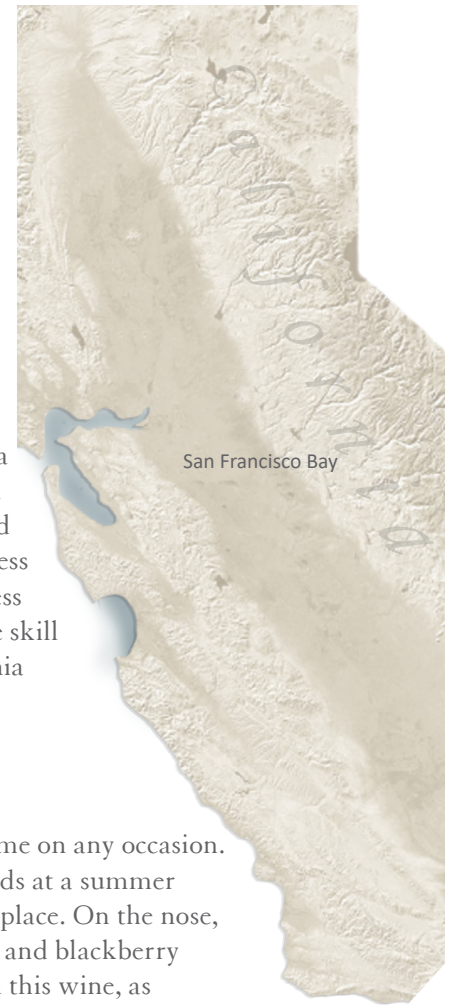 California
San Francisco Bay
a
d
ess
ess
e skill
nia
me on any occasion.
ds at a summer
place. On the nose,
and blackberry
this wine, as